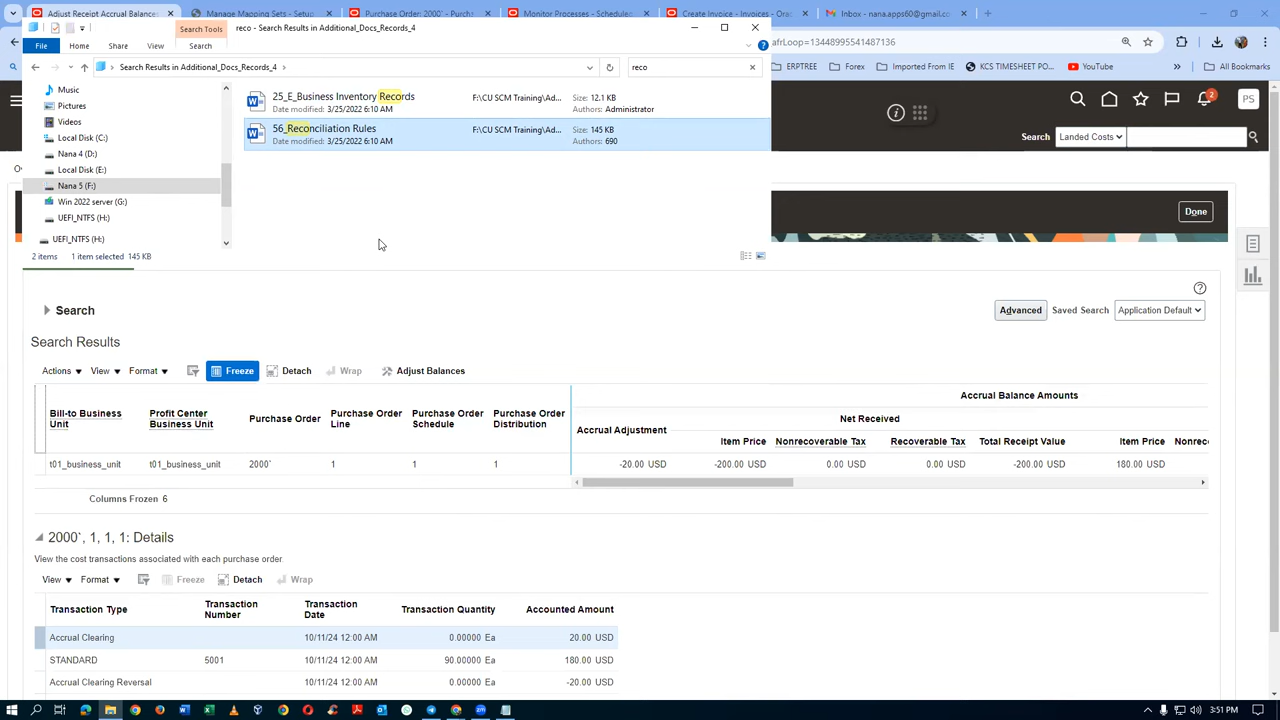 Adjust Receipt Accrual Balanc
Manage Mapping Sets - Setup
Purchase Order: 2000` - Purcha
Monitor Processes - Scheduled
Create Invoice - Invoices - Orac
Inbox - nana.apps60@gmail.co
Search Tools
reco - Search Results in Additional_Docs_Records_4
File
Home
Share
View
Search
afrLoop=13448995541487136
Search Results in Additional_Docs_Records_4
reco
ERPTREE
Florida
Imported From IE
KCS TIMESHEET PO
YouTube
Music
Pictures
Videos
Local Disk (C:)
Nana 4 (D:)
Local Disk (E:)
Nana 5 (F:)
Win 2022 server (G:)
UEFI_NTFS (H:)
UEFI_NTFS (H:)
25_E_Business Inventory Records
Date modified: 3/25/2022 6:10 AM
F:\CU SCM Training\Ad...
Size: 12.1 KB
Authors: Administrator
56_Reconciliation Rules
Date modified: 3/25/2022 6:10 AM
F:\CU SCM Training\Ad...
Size: 145 KB
Authors: 690
2
PS
Search
Landed Costs
Done
2 items
1 item selected 145 KB
Search
Advanced
Saved Search
Application Default
Search Results
Actions
View
Format
Freeze
Detach
Wrap
Adjust Balances
Accrual Balance Amounts
Net Received
Bill-to Business Unit
Profit Center Business Unit
Purchase Order
Purchase Order Line
Purchase Order Schedule
Purchase Order Distribution
Accrual Adjustment
Item Price
Nonrecoverable Tax
Recoverable Tax
Total Receipt Value
Item Price
Nonrec
t01_business_unit
t01_business_unit
2000`
1
1
1
-20.00 USD
-200.00 USD
0.00 USD
0.00 USD
-200.00 USD
180.00 USD
Columns Frozen 6
2000`, 1, 1, 1: Details
View the cost transactions associated with each purchase order.
View
Format
Freeze
Detach
Wrap
Transaction Type
Transaction Number
Transaction Date
Transaction Quantity
Accounted Amount
Accrual Clearing
10/11/24 12:00 AM
0.00000 Ea
20.00 USD
STANDARD
5001
10/11/24 12:00 AM
90.00000 Ea
180.00 USD
Accrual Clearing Reversal
10/11/24 12:00 AM
0.00000 Ea
-20.00 USD
3:51 PM